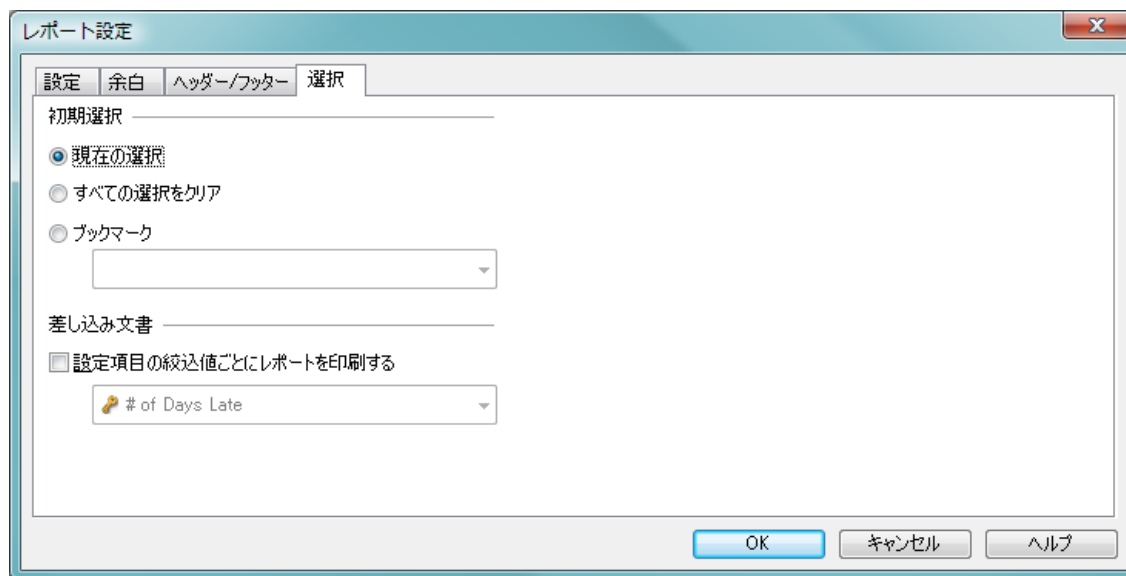 レポート設定
設定 余白 ヘッダー/フッター 選択
初期選択
現在の選択
すべての選択をクリア
ブックマーク
差し込み文書
設定項目の絞込値ごとにレポートを印刷する
# of Days Late
OK キャンセル ヘルプ